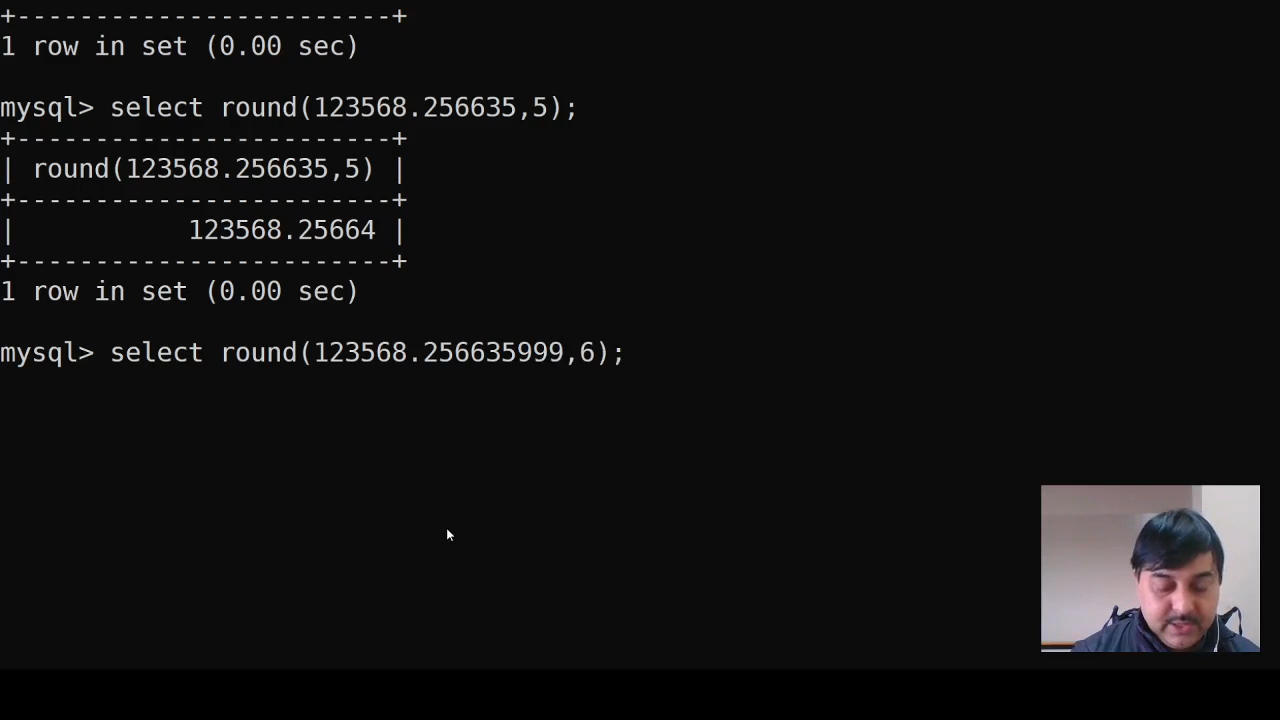 +------------------------+
1 row in set (0.00 sec)
mysql> select round(123568.256635,5);
+------------------------+
| round(123568.256635,5) |
+------------------------+
|           123568.25664 |
+------------------------+
1 row in set (0.00 sec)
mysql> select round(123568.256635999,6);